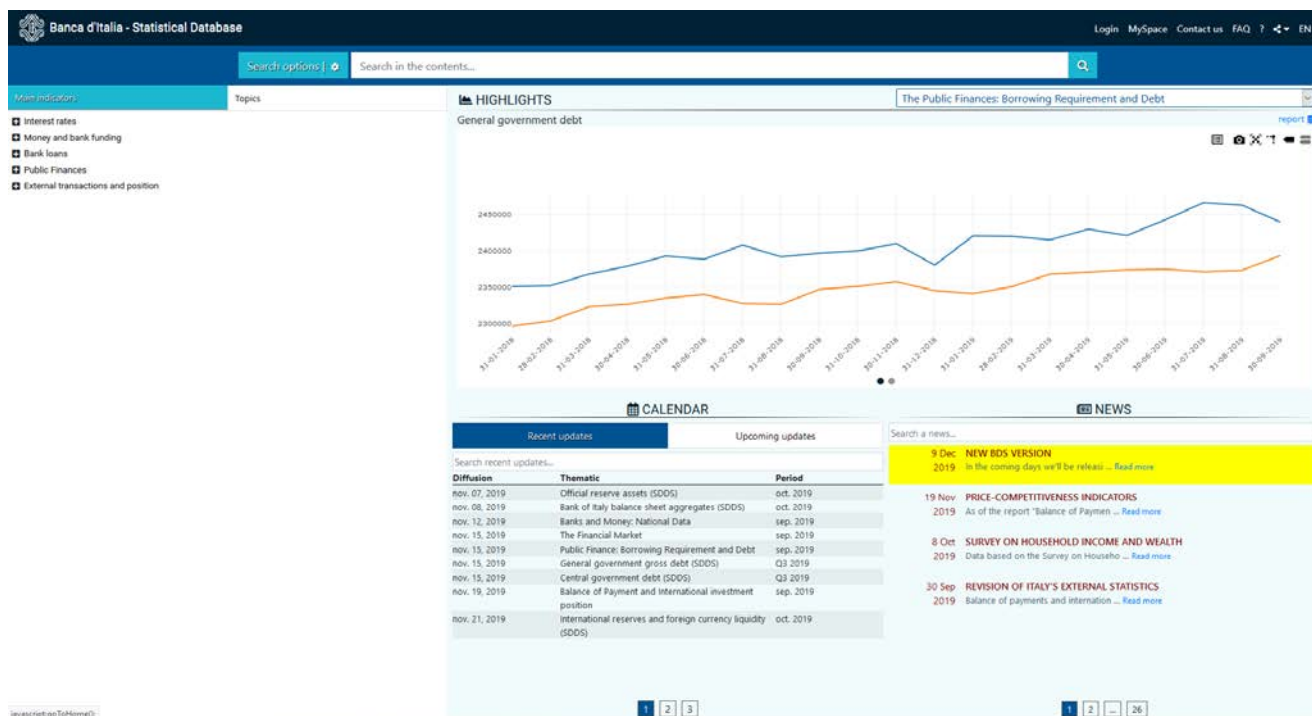 Banca d'Italia - Statistical Database
Login MySpace Contact us FAQ ? EN
Search options | Search in the contents...
Main indicators Topics
Interest rates
Money and bank funding
Bank loans
Public Finances
External transactions and position
HIGHLIGHTS The Public Finances: Borrowing Requirement and Debt
General government debt report
2450000
2400000
2350000
2300000
31-01-2018 28-02-2018 31-03-2018 30-04-2018 31-05-2018 30-06-2018 31-07-2018 31-08-2018 30-09-2018 31-10-2018 30-11-2018 31-12-2018 31-01-2019 28-02-2019 31-03-2019 30-04-2019 31-05-2019 30-06-2019 31-07-2019 31-08-2019 30-09-2019
CALENDAR
Recent updates Upcoming updates
Search recent updates...
Diffusion Thematic Period
nov. 07, 2019 Official reserve assets (SDDS) oct. 2019
nov. 08, 2019 Bank of Italy balance sheet aggregates (SDDS) oct. 2019
nov. 12, 2019 Banks and Money: National Data sep. 2019
nov. 15, 2019 The Financial Market sep. 2019
nov. 15, 2019 Public Finance: Borrowing Requirement and Debt sep. 2019
nov. 15, 2019 General government gross debt (SDDS) Q3 2019
nov. 15, 2019 Central government debt (SDDS) Q3 2019
nov. 19, 2019 Balance of Payment and International investment sep. 2019
position
nov. 21, 2019 International reserves and foreign currency liquidity oct. 2019
(SDDS)
1 2 3
NEWS
Search a news...
9 Dec NEW BDS VERSION
2019 In the coming days we'll be releasi ... Read more
19 Nov PRICE-COMPETITIVENESS INDICATORS
2019 As of the report "Balance of Paymen ... Read more
8 Oct SURVEY ON HOUSEHOLD INCOME AND WEALTH
2019 Data based on the Survey on Househo ... Read more
30 Sep REVISION OF ITALY'S EXTERNAL STATISTICS
2019 Balance of payments and internation ... Read more
1 2 ... 26
javascript:goToHome();